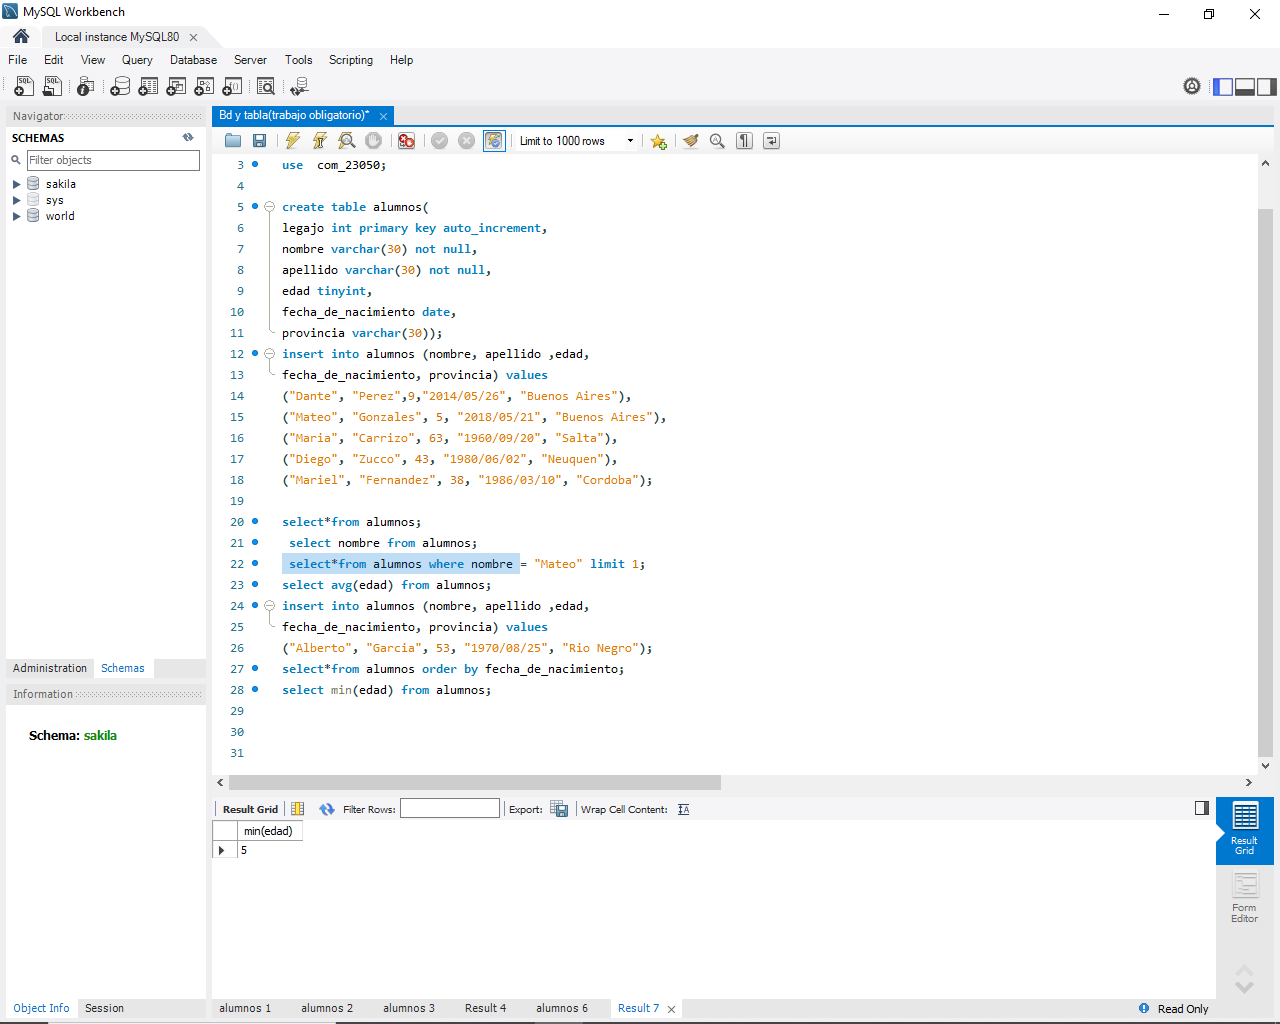 MySQL Workbench
Local instance MySQL80
File Edit View Query Database Server Tools Scripting Help
Navigator
SCHEMAS
Filter objects
sakila
sys
world
Administration Schemas
Information
Schema: sakila
Object Info Session
Bd y tabla(trabajo obligatorio)*
Limit to 1000 rows
3 use  com_23050;
4
5 create table alumnos(
6 legajo int primary key auto_increment,
7 nombre varchar(30) not null,
8 apellido varchar(30) not null,
9 edad tinyint,
10 fecha_de_nacimiento date,
11 provincia varchar(30));
12 insert into alumnos (nombre, apellido ,edad,
13 fecha_de_nacimiento, provincia) values
14 ("Dante", "Perez",9,"2014/05/26", "Buenos Aires"),
15 ("Mateo", "Gonzales", 5, "2018/05/21", "Buenos Aires"),
16 ("Maria", "Carrizo", 63, "1960/09/20", "Salta"),
17 ("Diego", "Zucco", 43, "1980/06/02", "Neuquen"),
18 ("Mariel", "Fernandez", 38, "1986/03/10", "Cordoba");
19
20 select*from alumnos;
21 select nombre from alumnos;
22 select*from alumnos where nombre = "Mateo" limit 1;
23 select avg(edad) from alumnos;
24 insert into alumnos (nombre, apellido ,edad,
25 fecha_de_nacimiento, provincia) values
26 ("Alberto", "Garcia", 53, "1970/08/25", "Rio Negro");
27 select*from alumnos order by fecha_de_nacimiento;
28 select min(edad) from alumnos;
29
30
31
Result Grid Filter Rows: Export: Wrap Cell Content:
min(edad)
5
Result
Grid
Form
Editor
alumnos 1 alumnos 2 alumnos 3 Result 4 alumnos 6 Result 7 Read Only